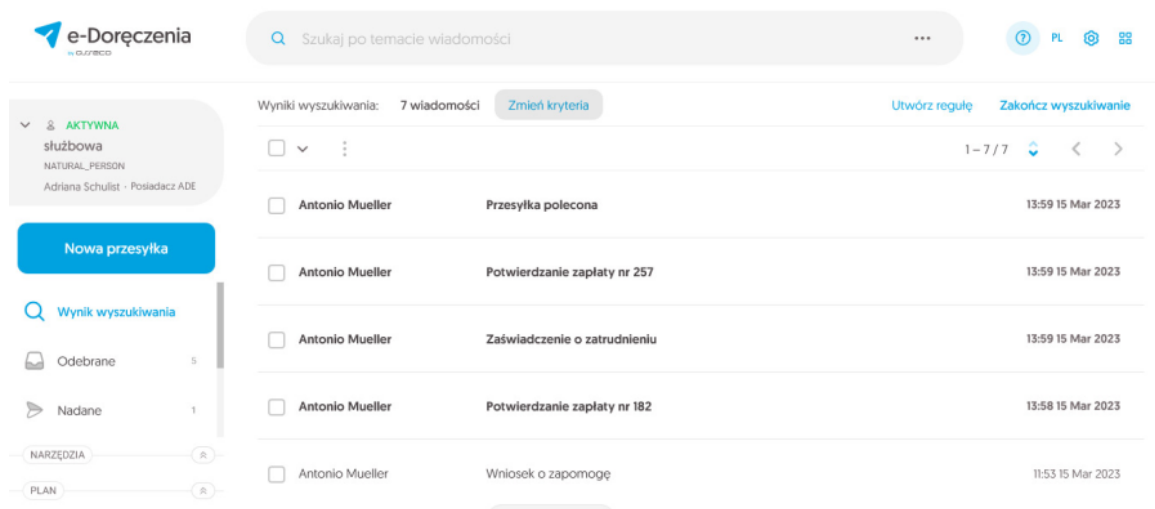 e-Doręczenia
by asseco
Szukaj po temacie wiadomości
PL
AKTYWNA
służbowa
NATURAL_PERSON
Adriana Schulist - Posiadacz ADE
Nowa przesyłka
Wynik wyszukiwania
Odebrane 5
Nadane 1
NARZĘDZIA
PLAN
Wyniki wyszukiwania: 7 wiadomości Zmień kryteria Utwórz regułę Zakończ wyszukiwanie
1 – 7 / 7
Antonio Mueller Przesyłka polecona 13:59 15 Mar 2023
Antonio Mueller Potwierdzanie zapłaty nr 257 13:59 15 Mar 2023
Antonio Mueller Zaświadczenie o zatrudnieniu 13:59 15 Mar 2023
Antonio Mueller Potwierdzanie zapłaty nr 182 13:58 15 Mar 2023
Antonio Mueller Wniosek o zapomogę 11:53 15 Mar 2023